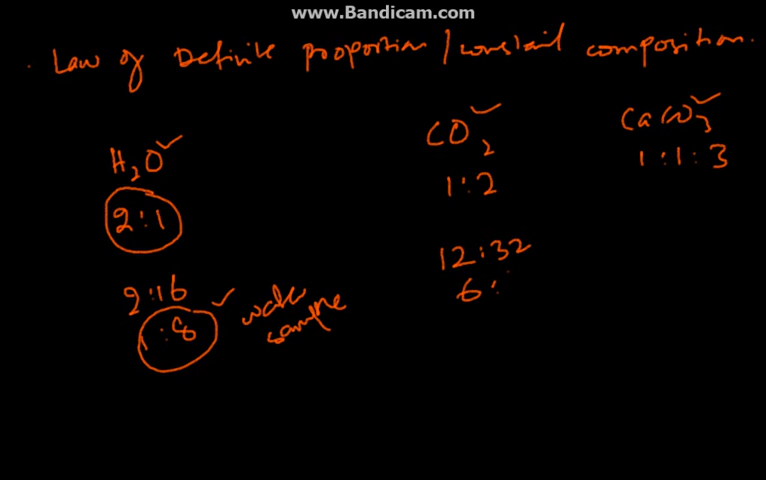 www.Bandicam.com
. Law of Definite proportion / constant composition.
H2O ✓
2:1
2:16
1:8 ✓ water sample
CO2 ✓
1:2
12:32
6:
CaCO3 ✓
1:1:3